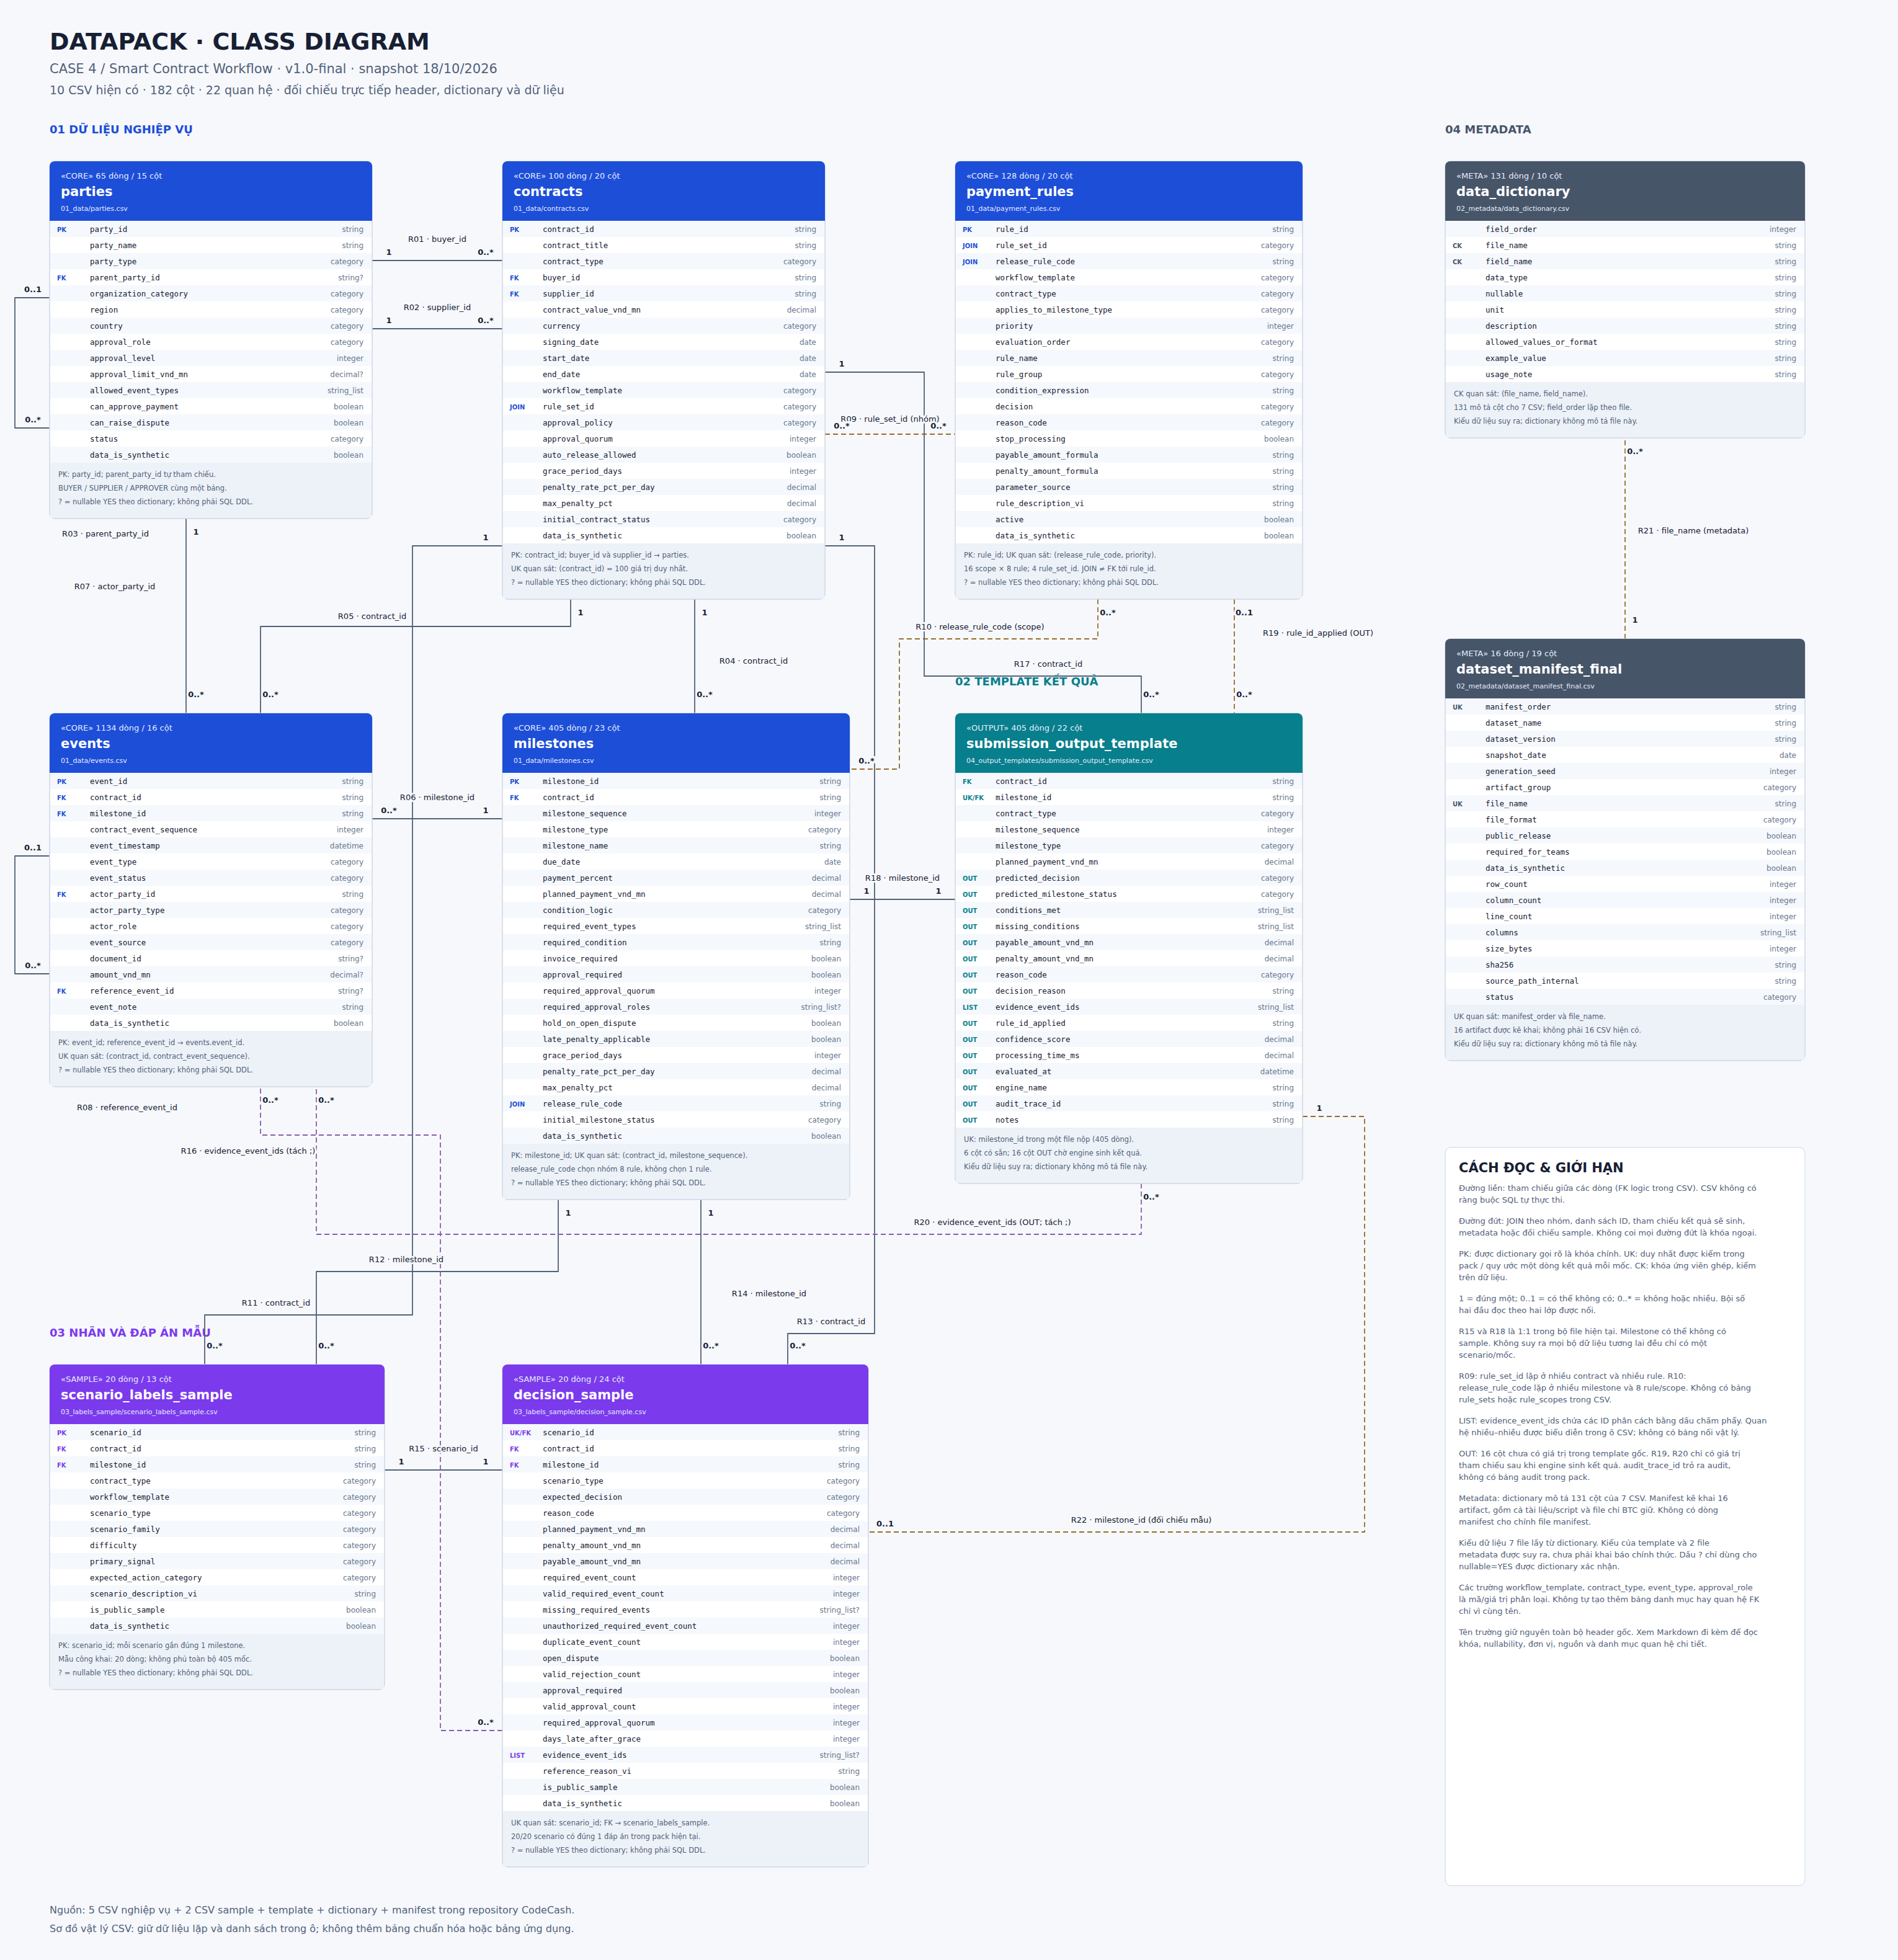 DATAPACK · CLASS DIAGRAM
CASE 4 / Smart Contract Workflow · v1.0-final · snapshot 18/10/2026
10 CSV hiện có · 182 cột · 22 quan hệ · đối chiếu trực tiếp header, dictionary và dữ liệu
01 DỮ LIỆU NGHIỆP VỤ
«CORE» 65 dòng / 15 cột
parties
01_data/parties.csv
PK party_id string
party_name string
party_type category
FK parent_party_id string?
organization_category category
region category
country category
approval_role category
approval_level integer
approval_limit_vnd_mn decimal?
allowed_event_types string_list
can_approve_payment boolean
can_raise_dispute boolean
status category
data_is_synthetic boolean
PK: party_id; parent_party_id tự tham chiếu.
BUYER / SUPPLIER / APPROVER cùng một bảng.
? = nullable YES theo dictionary; không phải SQL DDL.
0..1
0..*
R01 · buyer_id
1 0..*
R02 · supplier_id
1 0..*
«CORE» 100 dòng / 20 cột
contracts
01_data/contracts.csv
PK contract_id string
contract_title string
contract_type category
FK buyer_id string
FK supplier_id string
contract_value_vnd_mn decimal
currency category
signing_date date
start_date date
end_date date
workflow_template category
JOIN rule_set_id category
approval_policy category
approval_quorum integer
auto_release_allowed boolean
grace_period_days integer
penalty_rate_pct_per_day decimal
max_penalty_pct decimal
initial_contract_status category
data_is_synthetic boolean
PK: contract_id; buyer_id và supplier_id → parties.
UK quan sát: (contract_id) = 100 giá trị duy nhất.
? = nullable YES theo dictionary; không phải SQL DDL.
1
R09 · rule_set_id (nhóm)
0..* 0..*
«CORE» 128 dòng / 20 cột
payment_rules
01_data/payment_rules.csv
PK rule_id string
JOIN rule_set_id category
JOIN release_rule_code string
workflow_template category
contract_type category
applies_to_milestone_type category
priority integer
evaluation_order category
rule_name string
rule_group category
condition_expression string
decision category
reason_code category
stop_processing boolean
payable_amount_formula string
penalty_amount_formula string
parameter_source string
rule_description_vi string
active boolean
data_is_synthetic boolean
PK: rule_id; UK quan sát: (release_rule_code, priority).
16 scope × 8 rule; 4 rule_set_id. JOIN ≠ FK tới rule_id.
? = nullable YES theo dictionary; không phải SQL DDL.
04 METADATA
«META» 131 dòng / 10 cột
data_dictionary
02_metadata/data_dictionary.csv
field_order integer
CK file_name string
CK field_name string
data_type string
nullable string
unit string
description string
allowed_values_or_format string
example_value string
usage_note string
CK quan sát: (file_name, field_name).
131 mô tả cột cho 7 CSV; field_order lặp theo file.
Kiểu dữ liệu suy ra; dictionary không mô tả file này.
0..*
R21 · file_name (metadata)
1
R03 · parent_party_id
1
R07 · actor_party_id
1
1
R05 · contract_id
1
1
R04 · contract_id
0..*
R10 · release_rule_code (scope)
0..1
R19 · rule_id_applied (OUT)
R17 · contract_id
02 TEMPLATE KẾT QUẢ
0..*
0..*
0..*
0..*
0..*
«CORE» 1134 dòng / 16 cột
events
01_data/events.csv
PK event_id string
FK contract_id string
FK milestone_id string
contract_event_sequence integer
event_timestamp datetime
event_type category
event_status category
FK actor_party_id string
actor_party_type category
actor_role category
event_source category
document_id string?
amount_vnd_mn decimal?
FK reference_event_id string?
event_note string
data_is_synthetic boolean
PK: event_id; reference_event_id → events.event_id.
UK quan sát: (contract_id, contract_event_sequence).
? = nullable YES theo dictionary; không phải SQL DDL.
0..1
0..*
R06 · milestone_id
0..* 1
«CORE» 405 dòng / 23 cột
milestones
01_data/milestones.csv
PK milestone_id string
FK contract_id string
milestone_sequence integer
milestone_type category
milestone_name string
due_date date
payment_percent decimal
planned_payment_vnd_mn decimal
condition_logic category
required_event_types string_list
required_condition string
invoice_required boolean
approval_required boolean
required_approval_quorum integer
required_approval_roles string_list?
hold_on_open_dispute boolean
late_penalty_applicable boolean
grace_period_days integer
penalty_rate_pct_per_day decimal
max_penalty_pct decimal
JOIN release_rule_code string
initial_milestone_status category
data_is_synthetic boolean
PK: milestone_id; UK quan sát: (contract_id, milestone_sequence).
release_rule_code chọn nhóm 8 rule, không chọn 1 rule.
? = nullable YES theo dictionary; không phải SQL DDL.
0..*
R18 · milestone_id
1 1
«OUTPUT» 405 dòng / 22 cột
submission_output_template
04_output_templates/submission_output_template.csv
FK contract_id string
UK/FK milestone_id string
contract_type category
milestone_sequence integer
milestone_type category
planned_payment_vnd_mn decimal
OUT predicted_decision category
OUT predicted_milestone_status category
OUT conditions_met string_list
OUT missing_conditions string_list
OUT payable_amount_vnd_mn decimal
OUT penalty_amount_vnd_mn decimal
OUT reason_code category
OUT decision_reason string
LIST evidence_event_ids string_list
OUT rule_id_applied string
OUT confidence_score decimal
OUT processing_time_ms decimal
OUT evaluated_at datetime
OUT engine_name string
OUT audit_trace_id string
OUT notes string
UK: milestone_id trong một file nộp (405 dòng).
6 cột có sẵn; 16 cột OUT chờ engine sinh kết quả.
Kiểu dữ liệu suy ra; dictionary không mô tả file này.
«META» 16 dòng / 19 cột
dataset_manifest_final
02_metadata/dataset_manifest_final.csv
UK manifest_order string
dataset_name string
dataset_version string
snapshot_date date
generation_seed integer
artifact_group category
UK file_name string
file_format category
public_release boolean
required_for_teams boolean
data_is_synthetic boolean
row_count integer
column_count integer
line_count integer
columns string_list
size_bytes integer
sha256 string
source_path_internal string
status category
UK quan sát: manifest_order và file_name.
16 artifact được kê khai; không phải 16 CSV hiện có.
Kiểu dữ liệu suy ra; dictionary không mô tả file này.
R08 · reference_event_id
0..* 0..*
R16 · evidence_event_ids (tách ;)
1
0..*
1 1
R20 · evidence_event_ids (OUT; tách ;)
R12 · milestone_id
R11 · contract_id
R14 · milestone_id
R13 · contract_id
03 NHÃN VÀ ĐÁP ÁN MẪU
0..* 0..* 0..* 0..*
«SAMPLE» 20 dòng / 13 cột
scenario_labels_sample
03_labels_sample/scenario_labels_sample.csv
PK scenario_id string
FK contract_id string
FK milestone_id string
contract_type category
workflow_template category
scenario_type category
scenario_family category
difficulty category
primary_signal category
expected_action_category category
scenario_description_vi string
is_public_sample boolean
data_is_synthetic boolean
PK: scenario_id; mỗi scenario gắn đúng 1 milestone.
Mẫu công khai: 20 dòng; không phủ toàn bộ 405 mốc.
? = nullable YES theo dictionary; không phải SQL DDL.
R15 · scenario_id
1 1
«SAMPLE» 20 dòng / 24 cột
decision_sample
03_labels_sample/decision_sample.csv
UK/FK scenario_id string
FK contract_id string
FK milestone_id string
scenario_type category
expected_decision category
reason_code category
planned_payment_vnd_mn decimal
penalty_amount_vnd_mn decimal
payable_amount_vnd_mn decimal
required_event_count integer
valid_required_event_count integer
missing_required_events string_list?
unauthorized_required_event_count integer
duplicate_event_count integer
open_dispute boolean
valid_rejection_count integer
approval_required boolean
valid_approval_count integer
required_approval_quorum integer
days_late_after_grace integer
LIST evidence_event_ids string_list?
reference_reason_vi string
is_public_sample boolean
data_is_synthetic boolean
UK quan sát: scenario_id; FK → scenario_labels_sample.
20/20 scenario có đúng 1 đáp án trong pack hiện tại.
? = nullable YES theo dictionary; không phải SQL DDL.
0..*
0..1
R22 · milestone_id (đối chiếu mẫu)
CÁCH ĐỌC & GIỚI HẠN
Đường liền: tham chiếu giữa các dòng (FK logic trong CSV). CSV không có
ràng buộc SQL tự thực thi.
Đường đứt: JOIN theo nhóm, danh sách ID, tham chiếu kết quả sẽ sinh,
metadata hoặc đối chiếu sample. Không coi mọi đường đứt là khóa ngoại.
PK: được dictionary gọi rõ là khóa chính. UK: duy nhất được kiểm trong
pack / quy ước một dòng kết quả mỗi mốc. CK: khóa ứng viên ghép, kiểm
trên dữ liệu.
1 = đúng một; 0..1 = có thể không có; 0..* = không hoặc nhiều. Bội số
hai đầu đọc theo hai lớp được nối.
R15 và R18 là 1:1 trong bộ file hiện tại. Milestone có thể không có
sample. Không suy ra mọi bộ dữ liệu tương lai đều chỉ có một
scenario/mốc.
R09: rule_set_id lặp ở nhiều contract và nhiều rule. R10:
release_rule_code lặp ở nhiều milestone và 8 rule/scope. Không có bảng
rule_sets hoặc rule_scopes trong CSV.
LIST: evidence_event_ids chứa các ID phân cách bằng dấu chấm phẩy. Quan
hệ nhiều–nhiều được biểu diễn trong ô CSV; không có bảng nối vật lý.
OUT: 16 cột chưa có giá trị trong template gốc. R19, R20 chỉ có giá trị
tham chiếu sau khi engine sinh kết quả. audit_trace_id trỏ ra audit,
không có bảng audit trong pack.
Metadata: dictionary mô tả 131 cột của 7 CSV. Manifest kê khai 16
artifact, gồm cả tài liệu/script và file chỉ BTC giữ. Không có dòng
manifest cho chính file manifest.
Kiểu dữ liệu 7 file lấy từ dictionary. Kiểu của template và 2 file
metadata được suy ra, chưa phải khai báo chính thức. Dấu ? chỉ dùng cho
nullable=YES được dictionary xác nhận.
Các trường workflow_template, contract_type, event_type, approval_role
là mã/giá trị phân loại. Không tự tạo thêm bảng danh mục hay quan hệ FK
chỉ vì cùng tên.
Tên trường giữ nguyên toàn bộ header gốc. Xem Markdown đi kèm để đọc
khóa, nullability, đơn vị, nguồn và danh mục quan hệ chi tiết.
Nguồn: 5 CSV nghiệp vụ + 2 CSV sample + template + dictionary + manifest trong repository CodeCash.
Sơ đồ vật lý CSV: giữ dữ liệu lặp và danh sách trong ô; không thêm bảng chuẩn hóa hoặc bảng ứng dụng.